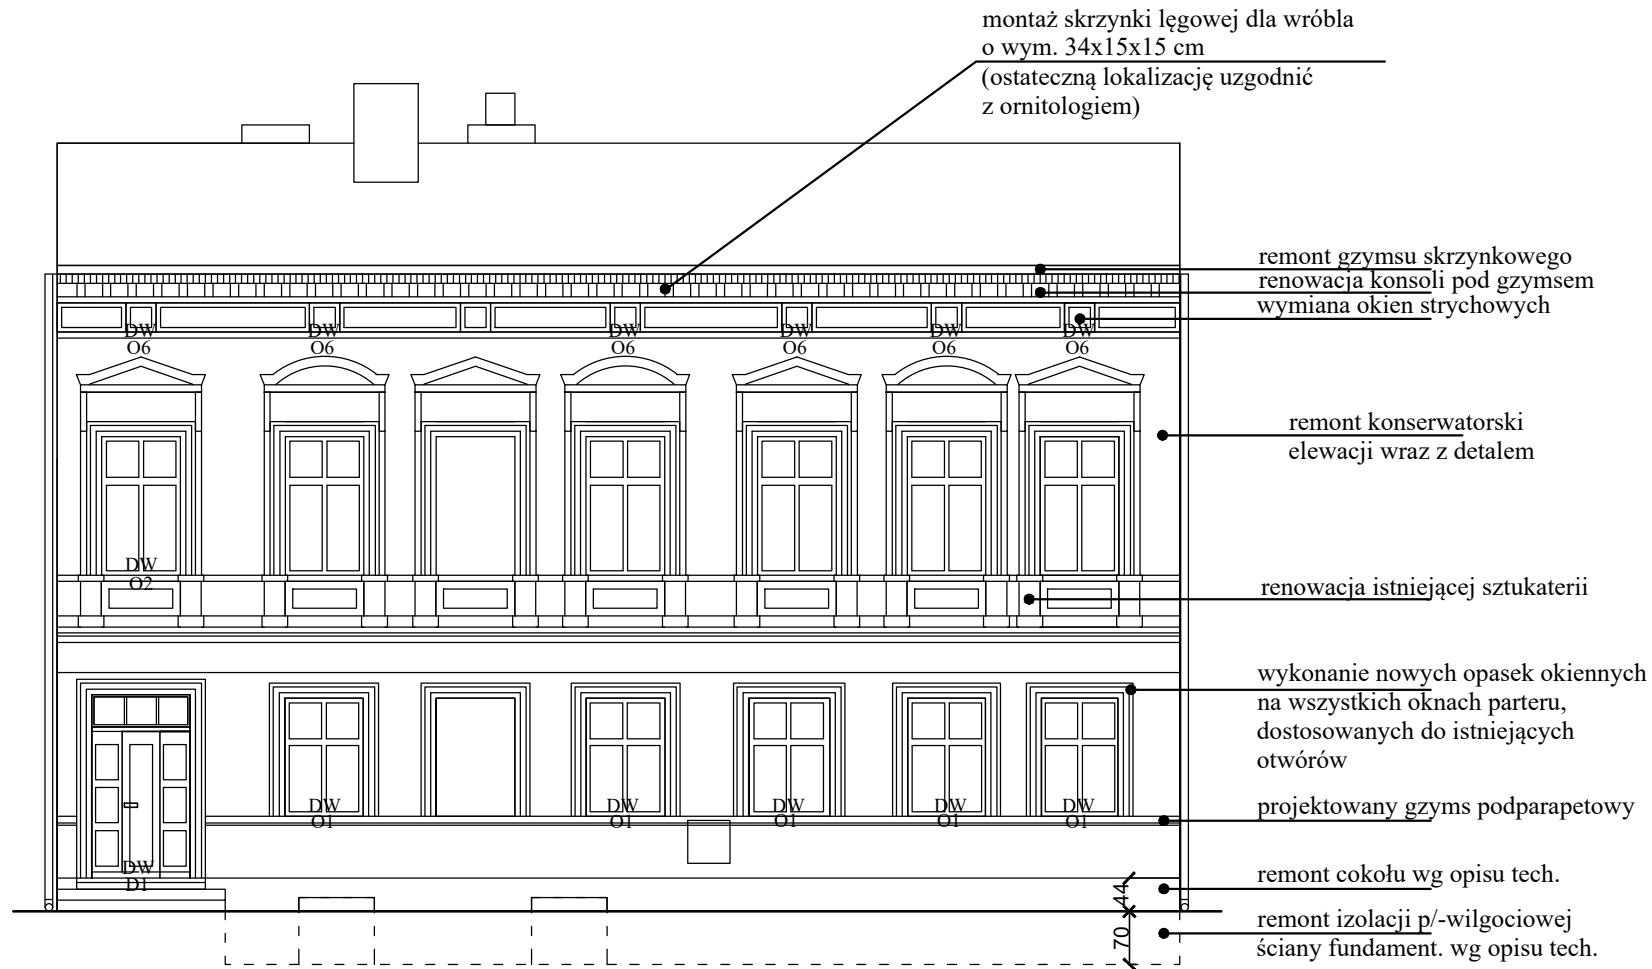 montaż skrzynki lęgowej dla wróbla
o wym. 34x15x15 cm
(ostateczną lokalizację uzgodnić
z ornitologiem)
remont gzymsu skrzynkowego
renowacja konsoli pod gzymsem
wymiana okien strychowych
DW
O6
DW
O6
DW
O6
DW
O6
DW
O6
DW
O6
remont konserwatorski
elewacji wraz z detalem
DW
O2
renowacja istniejącej sztukaterii
wykonanie nowych opasek okiennych
na wszystkich oknach parteru,
dostosowanych do istniejących
otwórów
DW
O1
DW
O1
DW
O1
DW
O1
DW
O1
projektowany gzyms podparapetowy
DW
D1
remont cokołu wg opisu tech.
44
remont izolacji p/-wilgociowej
ściany fundament. wg opisu tech.
70